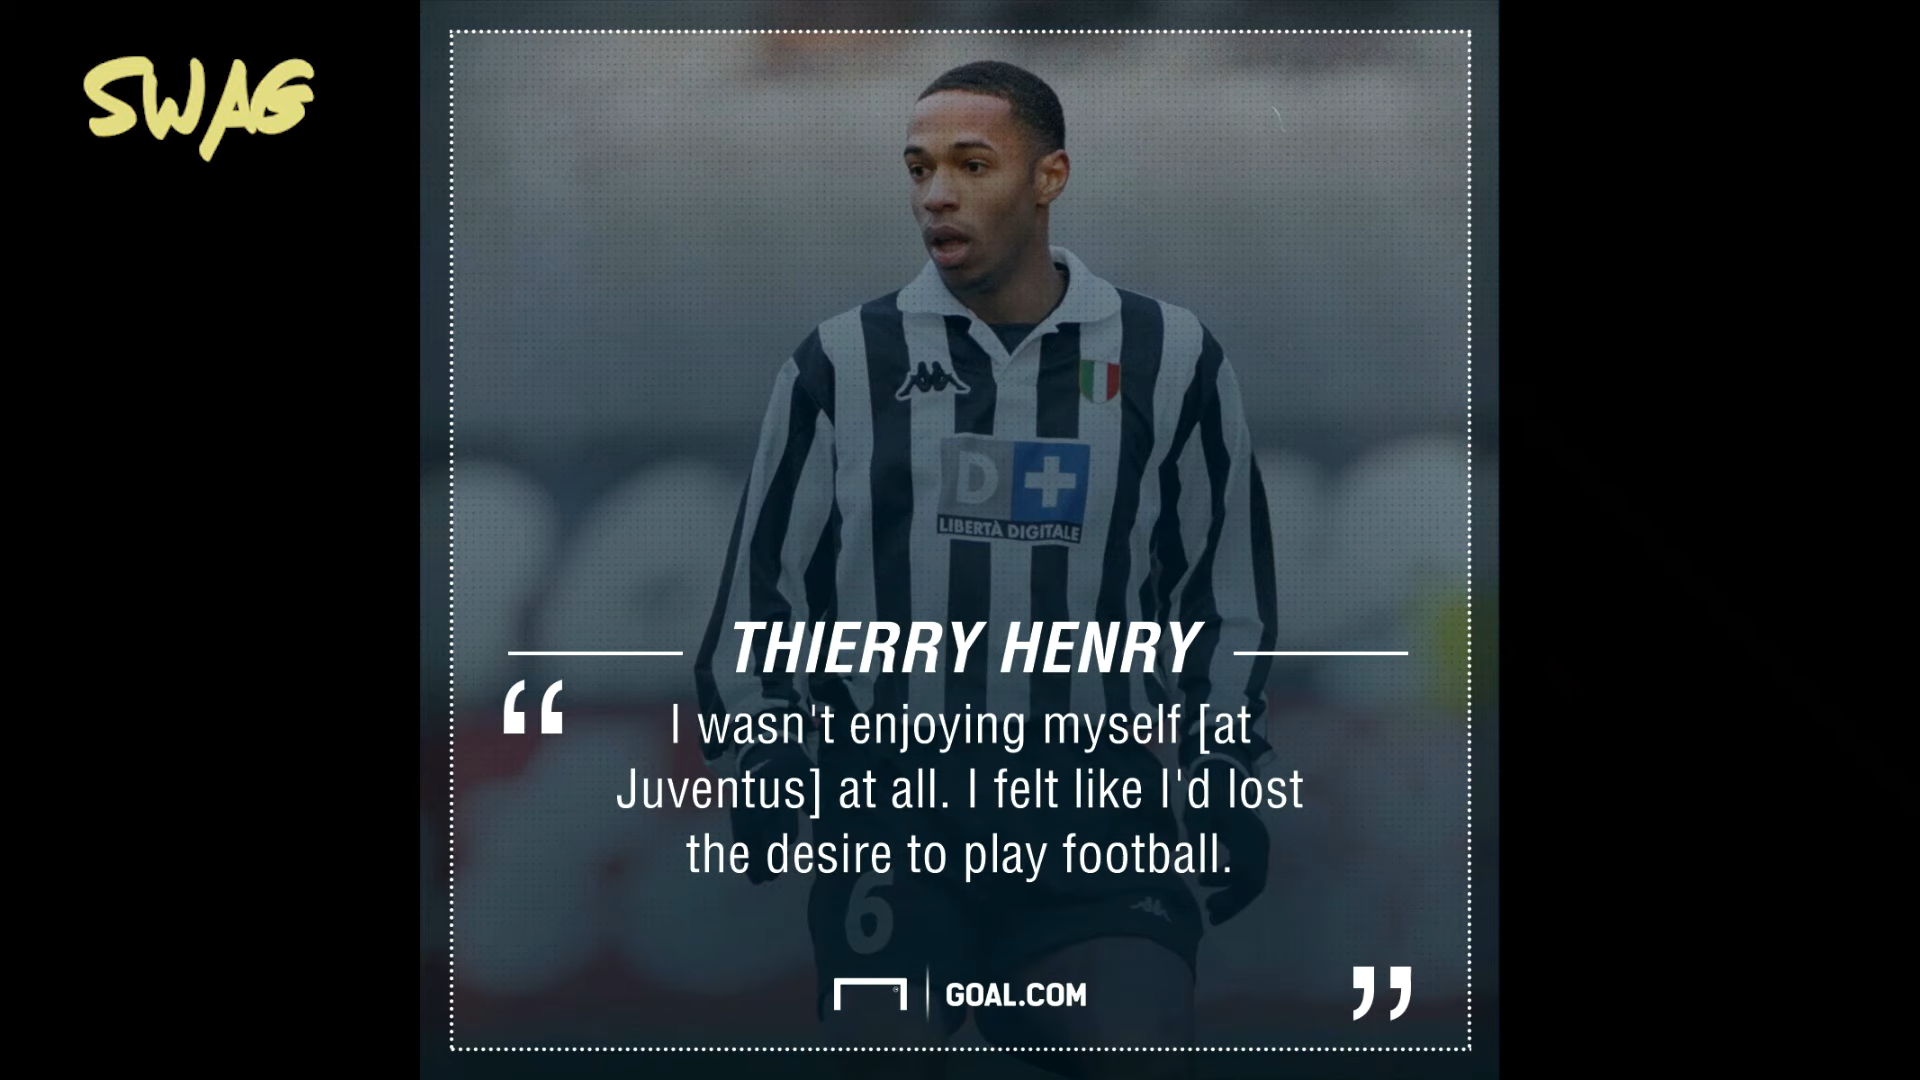 SWAG
D+
LIBERTÀ DIGITALE
THIERRY HENRY
“ I wasn't enjoying myself [at
Juventus] at all. I felt like I'd lost
the desire to play football.
6
GOAL.COM ”